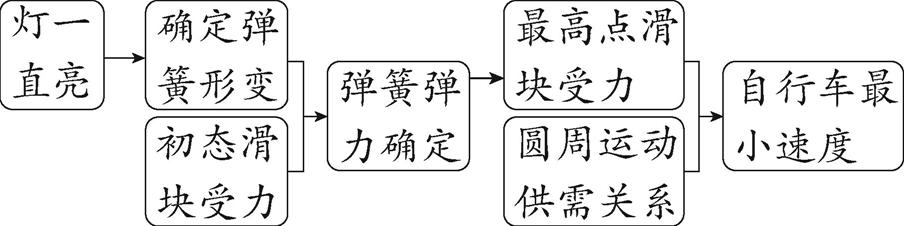 灯一
直亮
确定弹
簧形变
初态滑
块受力
弹簧弹
力确定
最高点滑
块受力
圆周运动
供需关系
自行车最
小速度